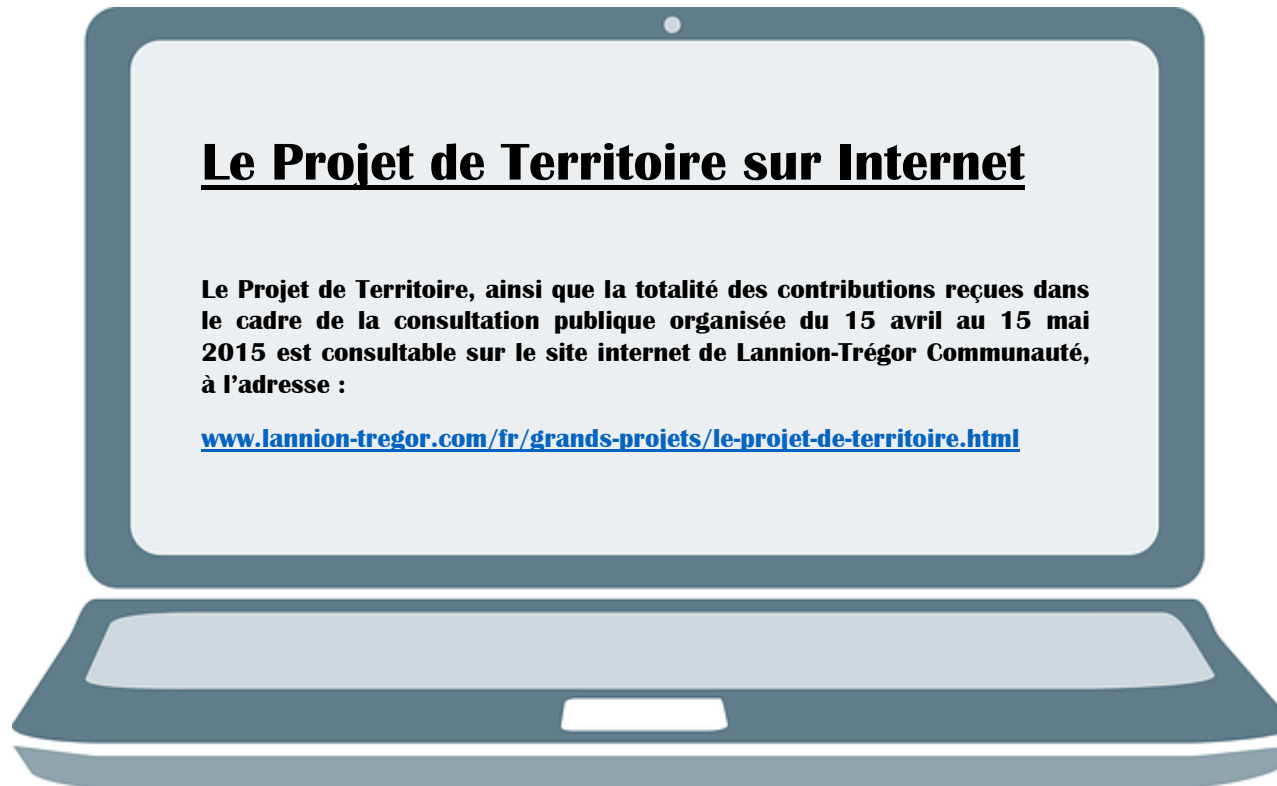 Le Projet de Territoire sur Internet
Le Projet de Territoire, ainsi que la totalité des contributions reçues dans
le cadre de la consultation publique organisée du 15 avril au 15 mai
2015 est consultable sur le site internet de Lannion-Trégor Communauté,
à l’adresse :
www.lannion-tregor.com/fr/grands-projets/le-projet-de-territoire.html